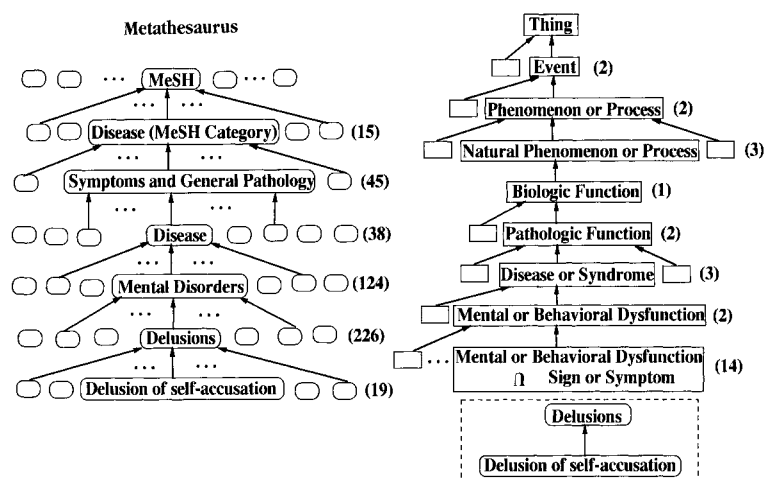 Metathesaurus
... MeSH ...
... ...
Disease (MeSH Category) (15)
... ...
Symptoms and General Pathology (45)
... ...
Disease (38)
... ...
Mental Disorders (124)
... ...
Delusions (226)
... ...
Delusion of self-accusation (19)
Thing
Event (2)
Phenomenon or Process (2)
Natural Phenomenon or Process (3)
Biologic Function (1)
Pathologic Function (2)
Disease or Syndrome (3)
Mental or Behavioral Dysfunction (2)
... Mental or Behavioral Dysfunction (14)
∩ Sign or Symptom
Delusions
Delusion of self-accusation